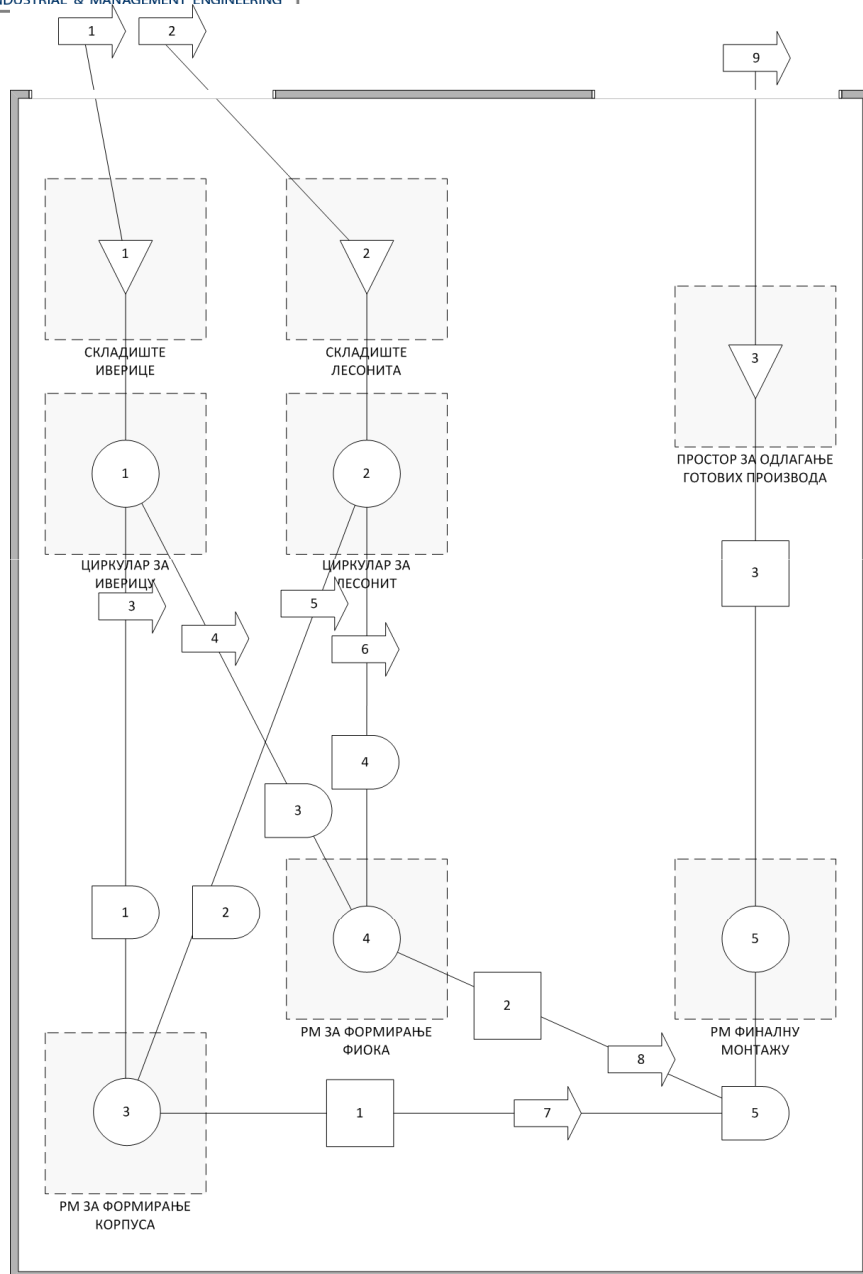 INDUSTRIAL & MANAGEMENT ENGINEERING
1
2
9
1
2
СКЛАДИШТЕ
ИВЕРИЦЕ
СКЛАДИШТЕ
ЛЕСОНИТА
3
ПРОСТОР ЗА ОДЛАГАЊЕ
ГОТОВИХ ПРОИЗВОДА
1
2
ЦИРКУЛАР ЗА
ИВЕРИЦУ
ЦИРКУЛАР ЗА
ЛЕСОНИТ
3
3
5
4
6
4
3
1
2
4
5
РМ ЗА ФОРМИРАЊЕ
ФИОКА
РМ ФИНАЛНУ
МОНТАЖУ
2
8
3
1
7
5
РМ ЗА ФОРМИРАЊЕ
КОРПУСА